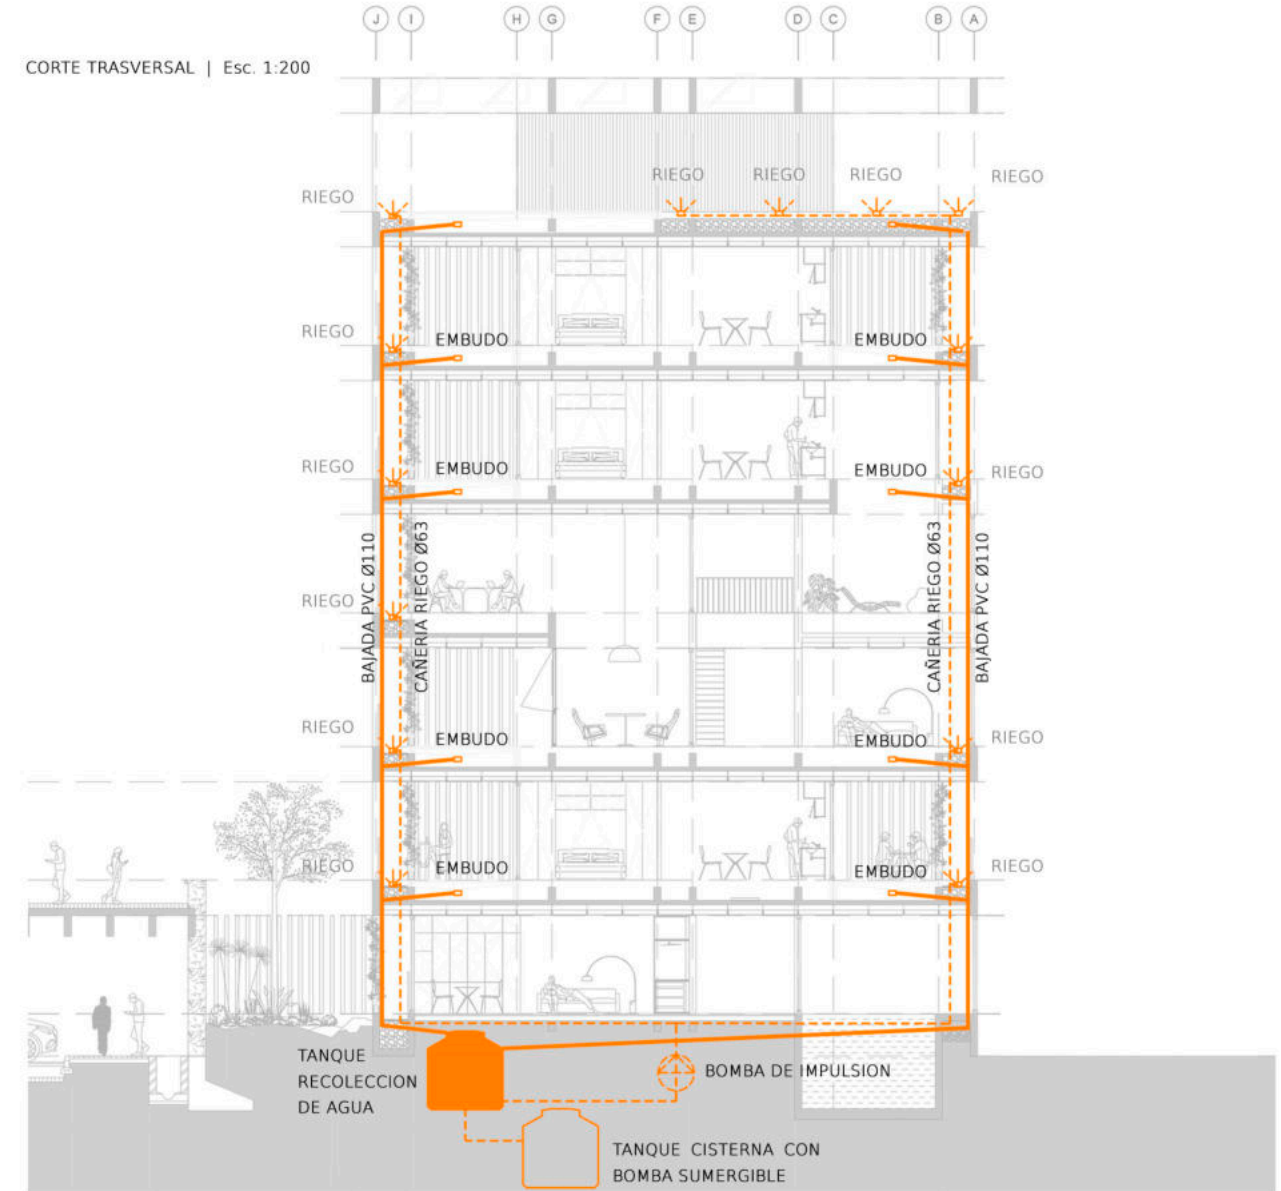 J I H G F E D C B A
CORTE TRASVERSAL | Esc. 1:200
RIEGO RIEGO RIEGO
RIEGO RIEGO
RIEGO
EMBUDO EMBUDO
RIEGO RIEGO
EMBUDO EMBUDO
BAJADA PVC Ø110
CAÑERIA RIEGO Ø63
CAÑERIA RIEGO Ø63
BAJADA PVC Ø110
RIEGO
RIEGO RIEGO
EMBUDO EMBUDO
RIEGO RIEGO
EMBUDO EMBUDO
TANQUE
RECOLECCION
DE AGUA
BOMBA DE IMPULSION
TANQUE CISTERNA CON
BOMBA SUMERGIBLE